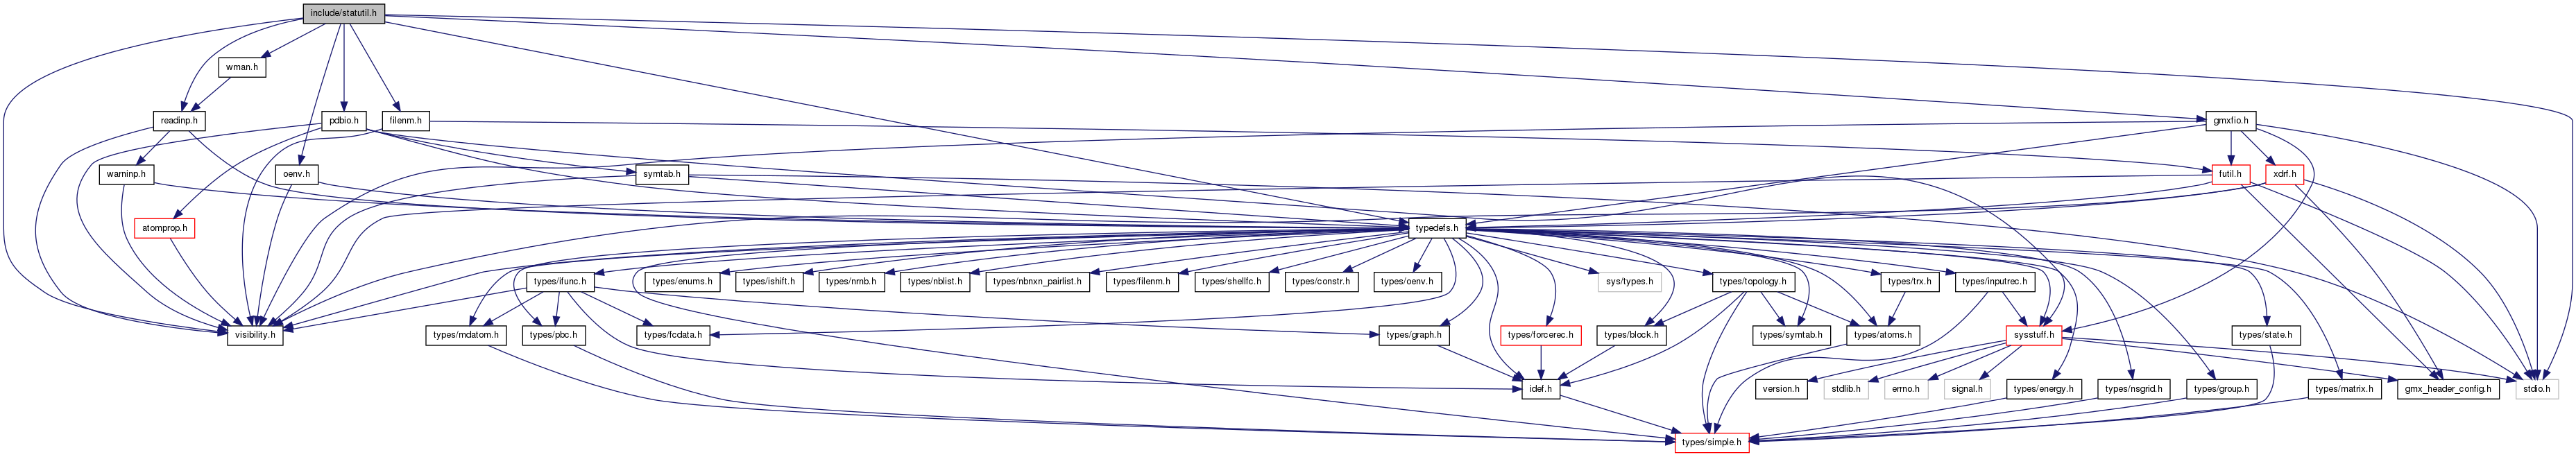 include/statutil.h
wman.h
readinp.h
pdbio.h
filenm.h
gmxfio.h
warninp.h
oenv.h
symtab.h
futil.h
xdrf.h
atomprop.h
typedefs.h
types/ifunc.h
types/enums.h
types/ishift.h
types/nrnb.h
types/nblist.h
types/nbnxn_pairlist.h
types/filenm.h
types/shellfc.h
types/constr.h
types/oenv.h
sys/types.h
types/topology.h
types/trx.h
types/inputrec.h
visibility.h
types/mdatom.h
types/pbc.h
types/fcdata.h
types/graph.h
types/forcerec.h
types/block.h
types/symtab.h
types/atoms.h
sysstuff.h
types/state.h
idef.h
version.h
stdlib.h
errno.h
signal.h
types/energy.h
types/nsgrid.h
types/group.h
types/matrix.h
gmx_header_config.h
stdio.h
types/simple.h